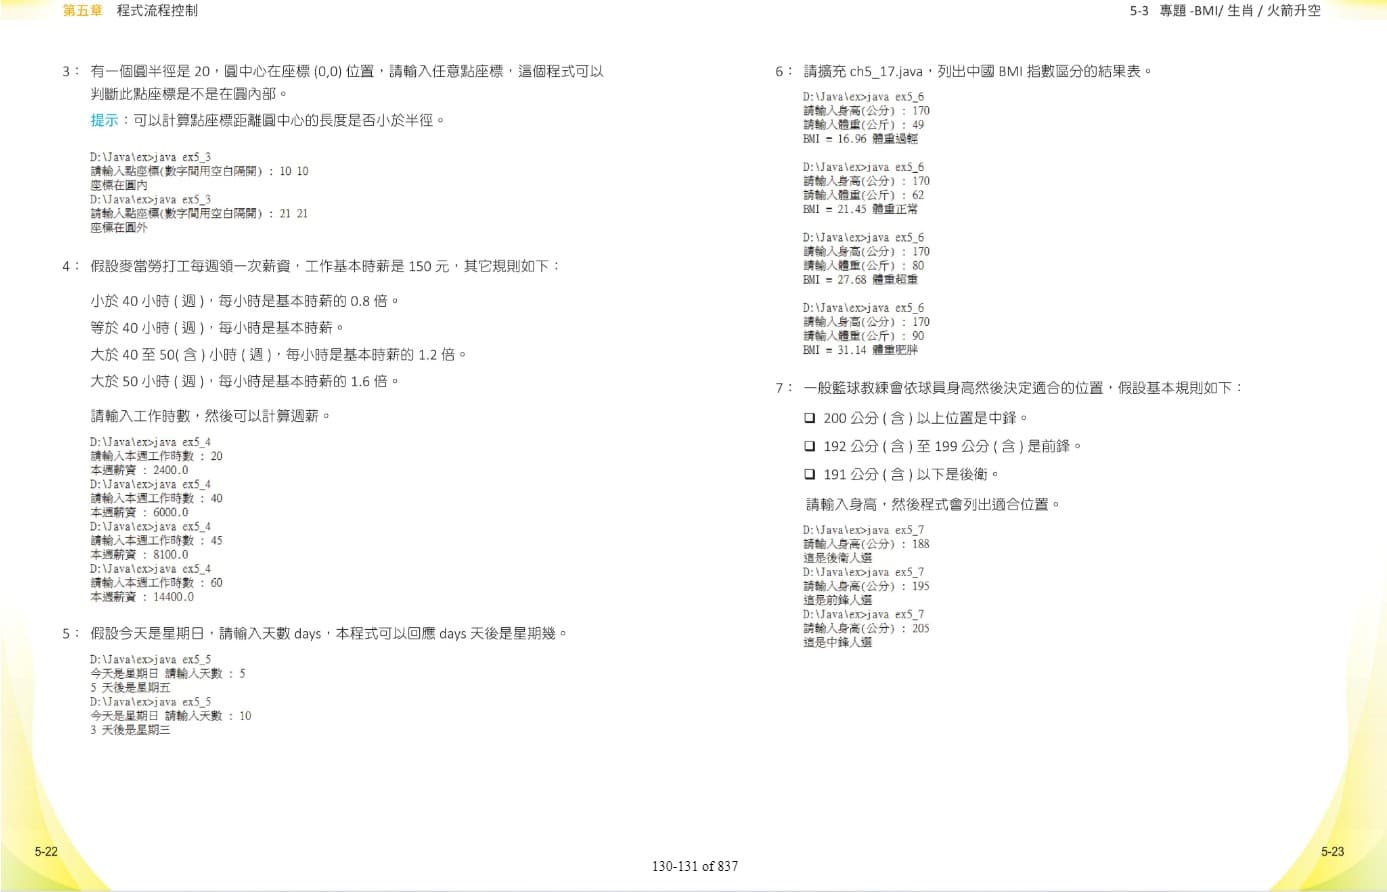 第五章 程式流程控制
3： 有一個圓半徑是 20，圓中心在座標 (0,0) 位置，請輸入任意點座標，這個程式可以
判斷此點座標是不是在圓內部。
提示：可以計算點座標距離圓中心的長度是否小於半徑。
D:\Java\ex>java ex5_3
請輸入點座標(數字間用空白隔開) : 10 10
座標在圓內
D:\Java\ex>java ex5_3
請輸入點座標(數字間用空白隔開) : 21 21
座標在圓外
4： 假設麥當勞打工每週領一次薪資，工作基本時薪是 150 元，其它規則如下：
小於 40 小時 ( 週 )，每小時是基本時薪的 0.8 倍。
等於 40 小時 ( 週 )，每小時是基本時薪。
大於 40 至 50( 含 ) 小時 ( 週 )，每小時是基本時薪的 1.2 倍。
大於 50 小時 ( 週 )，每小時是基本時薪的 1.6 倍。
請輸入工作時數，然後可以計算週薪。
D:\Java\ex>java ex5_4
請輸入本週工作時數 : 20
本週薪資 : 2400.0
D:\Java\ex>java ex5_4
請輸入本週工作時數 : 40
本週薪資 : 6000.0
D:\Java\ex>java ex5_4
請輸入本週工作時數 : 45
本週薪資 : 8100.0
D:\Java\ex>java ex5_4
請輸入本週工作時數 : 60
本週薪資 : 14400.0
5： 假設今天是星期日，請輸入天數 days，本程式可以回應 days 天後是星期幾。
D:\Java\ex>java ex5_5
今天是星期日 請輸入天數 : 5
5 天後是星期五
D:\Java\ex>java ex5_5
今天是星期日 請輸入天數 : 10
3 天後是星期三
5-22
5-3 專題 -BMI/ 生肖 / 火箭升空
6： 請擴充 ch5_17.java，列出中國 BMI 指數區分的結果表。
D:\Java\ex>java ex5_6
請輸入身高(公分) : 170
請輸入體重(公斤) : 49
BMI = 16.96 體重過輕
D:\Java\ex>java ex5_6
請輸入身高(公分) : 170
請輸入體重(公斤) : 62
BMI = 21.45 體重正常
D:\Java\ex>java ex5_6
請輸入身高(公分) : 170
請輸入體重(公斤) : 80
BMI = 27.68 體重超重
D:\Java\ex>java ex5_6
請輸入身高(公分) : 170
請輸入體重(公斤) : 90
BMI = 31.14 體重肥胖
7： 一般籃球教練會依球員身高然後決定適合的位置，假設基本規則如下：
❑ 200 公分 ( 含 ) 以上位置是中鋒。
❑ 192 公分 ( 含 ) 至 199 公分 ( 含 ) 是前鋒。
❑ 191 公分 ( 含 ) 以下是後衛。
請輸入身高，然後程式會列出適合位置。
D:\Java\ex>java ex5_7
請輸入身高(公分) : 188
這是後衛人選
D:\Java\ex>java ex5_7
請輸入身高(公分) : 195
這是前鋒人選
D:\Java\ex>java ex5_7
請輸入身高(公分) : 205
這是中鋒人選
5-23
130-131 of 837